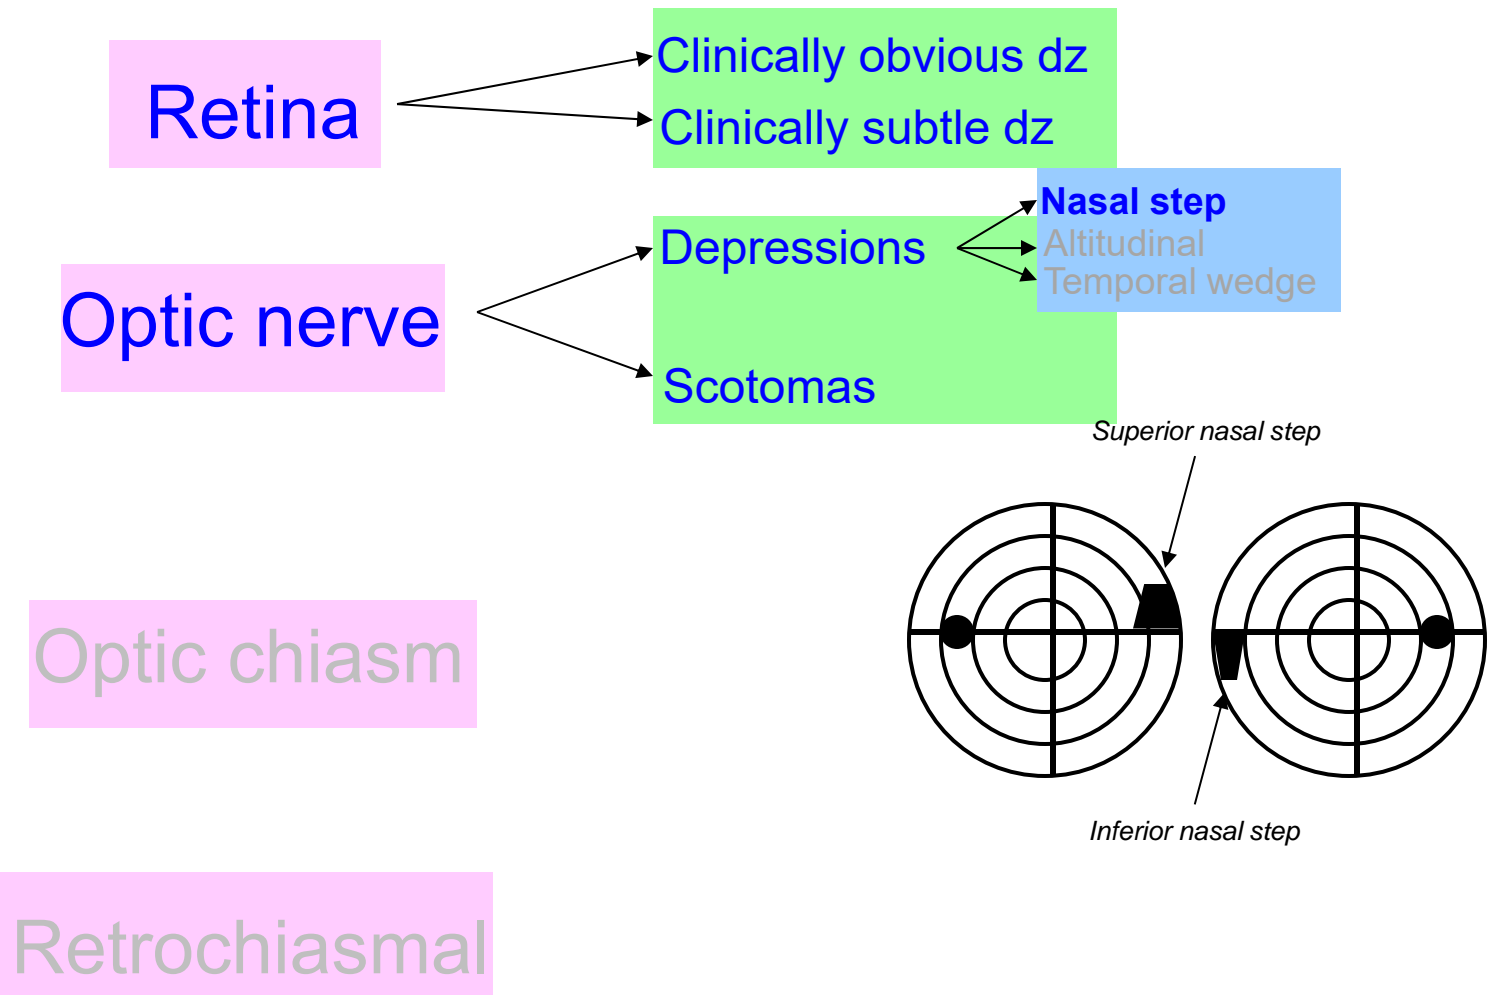 Retina
Clinically obvious dz
Clinically subtle dz
Optic nerve
Depressions
Nasal step
Altitudinal
Temporal wedge
Scotomas
Superior nasal step
Inferior nasal step
Optic chiasm
Retrochiasmal